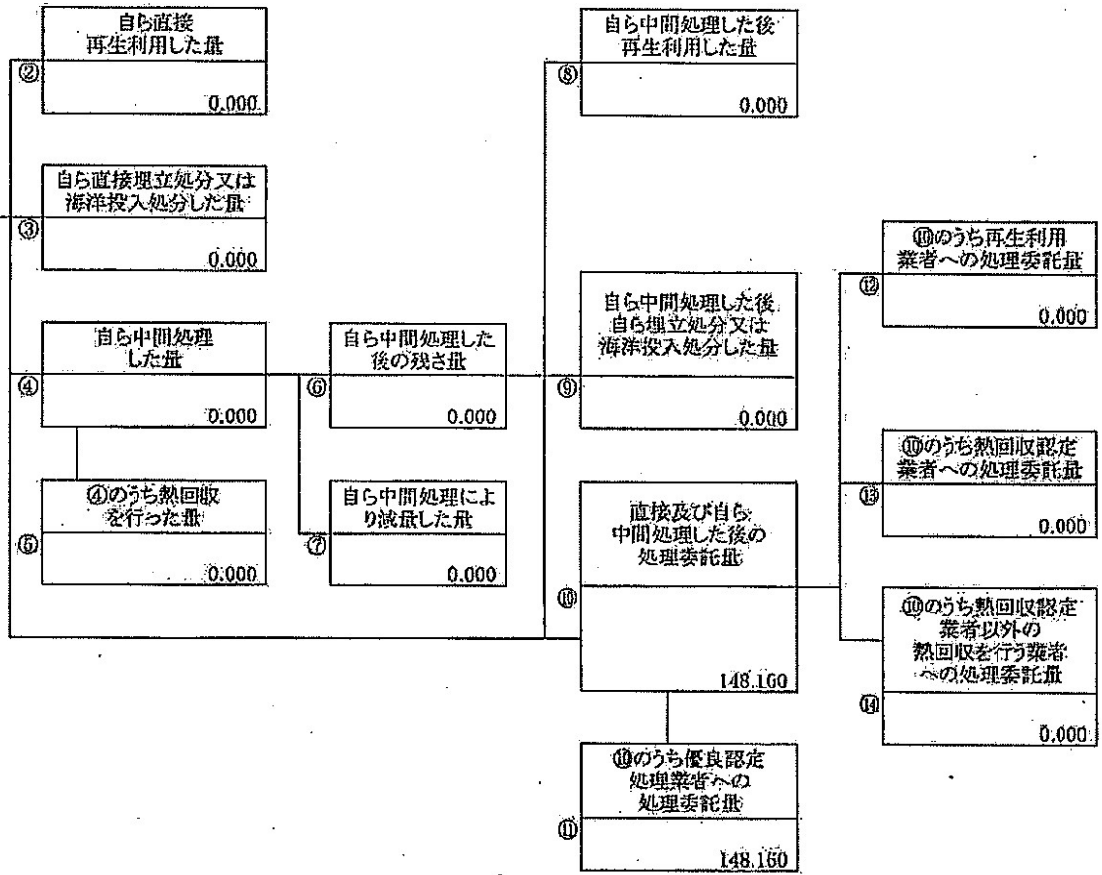 自ら直接
再生利用した量
②
0.000
自ら直接埋立処分又は
海洋投入処分した量
③
0.000
自ら中間処理
した量
④
0.000
④のうち熱回収
を行った量
⑤
0.000
自ら中間処理した
後の残さ量
⑥
0.000
自ら中間処理によ
り減量した量
⑦
0.000
自ら中間処理した後
再生利用した量
⑧
0.000
自ら中間処理した後
自ら埋立処分又は
海洋投入処分した量
⑨
0.000
直接及び自ら
中間処理した後の
処理委託量
⑩
148.160
⑩のうち優良認定
処理業者への
処理委託量
⑪
148.160
⑩のうち再生利用
業者への処理委託量
⑫
0.000
⑩のうち熱回収認定
業者への処理委託量
⑬
0.000
⑩のうち熱回収認定
業者以外の
熱回収を行う業者
への処理委託量
⑭
0.000